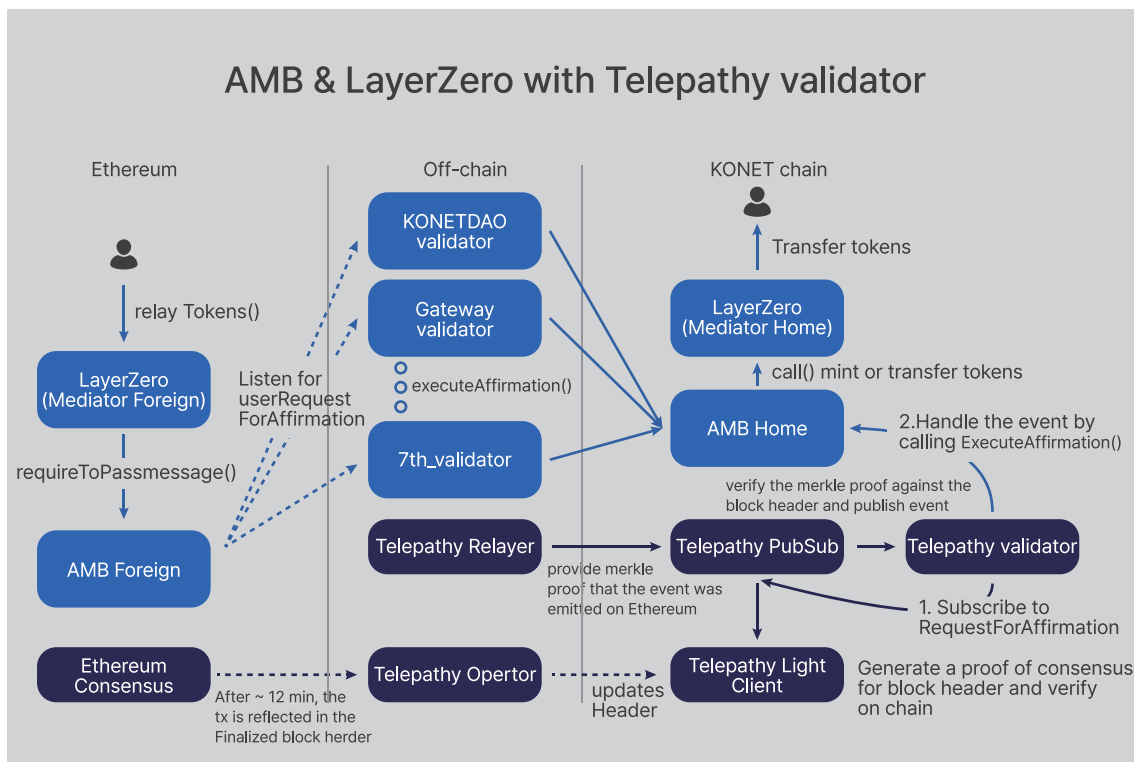 AMB & LayerZero with Telepathy validator
Ethereum
Off-chain
KONET chain
relay Tokens()
LayerZero
(Mediator Foreign)
requireToPassmessage()
AMB Foreign
Ethereum
Consensus
Listen for
userRequest
ForAffirmation
After ~ 12 min, the
tx is reflected in the
Finalized block herder
KONETDAO
validator
Gateway
validator
executeAffirmation()
7th_validator
Telepathy Relayer
provide merkle
proof that the event was
emitted on Ethereum
Telepathy Opertor
updates
Header
Transfer tokens
LayerZero
(Mediator Home)
call() mint or transfer tokens
AMB Home
2.Handle the event by
calling ExecuteAffirmation()
verify the merkle proof against the
block header and publish event
Telepathy PubSub
Telepathy validator
1. Subscribe to
RequestForAffirmation
Telepathy Light
Client
Generate a proof of consensus
for block header and verify
on chain